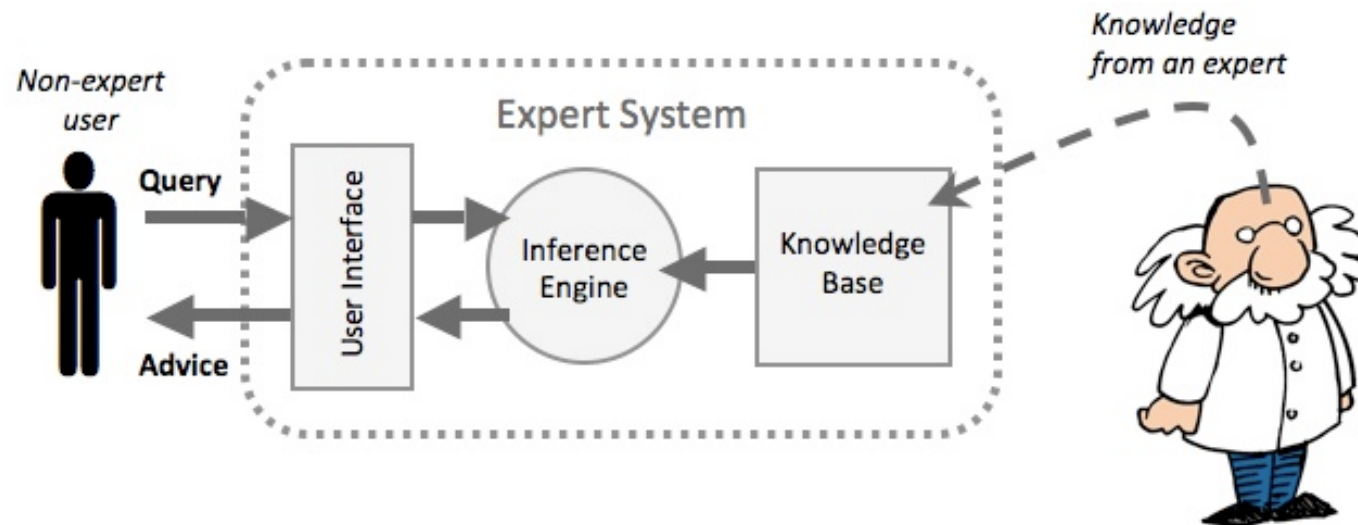 Knowledge
from an expert
Non-expert
user
Expert System
Query
User Interface
Inference
Engine
Knowledge
Base
Advice